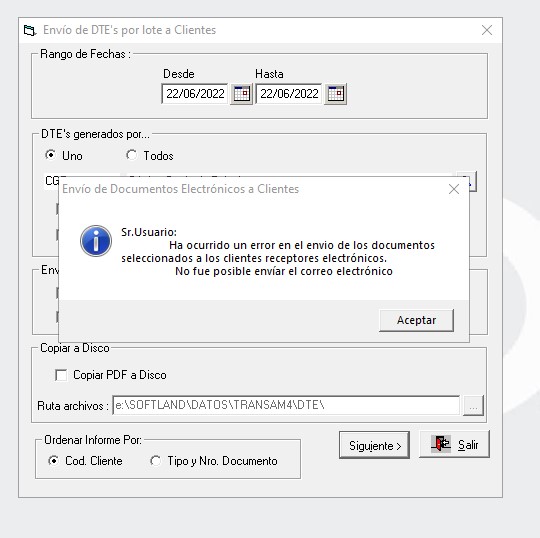 Envío de DTE's por lote a Clientes
Rango de Fechas :
Desde Hasta
22/06/2022 22/06/2022
DTE's generados por...
Uno Todos
Envío de Documentos Electrónicos a Clientes
Sr.Usuario:
Ha ocurrido un error en el envio de los documentos
seleccionados a los clientes receptores electrónicos.
No fue posible envíar el correo electrónico
Aceptar
Copiar a Disco
Copiar PDF a Disco
Ruta archivos : e:\SOFTLAND\DATOS\TRANSAM4\DTE\ ...
Ordenar Informe Por:
Cod. Cliente Tipo y Nro. Documento
Siguiente > Salir